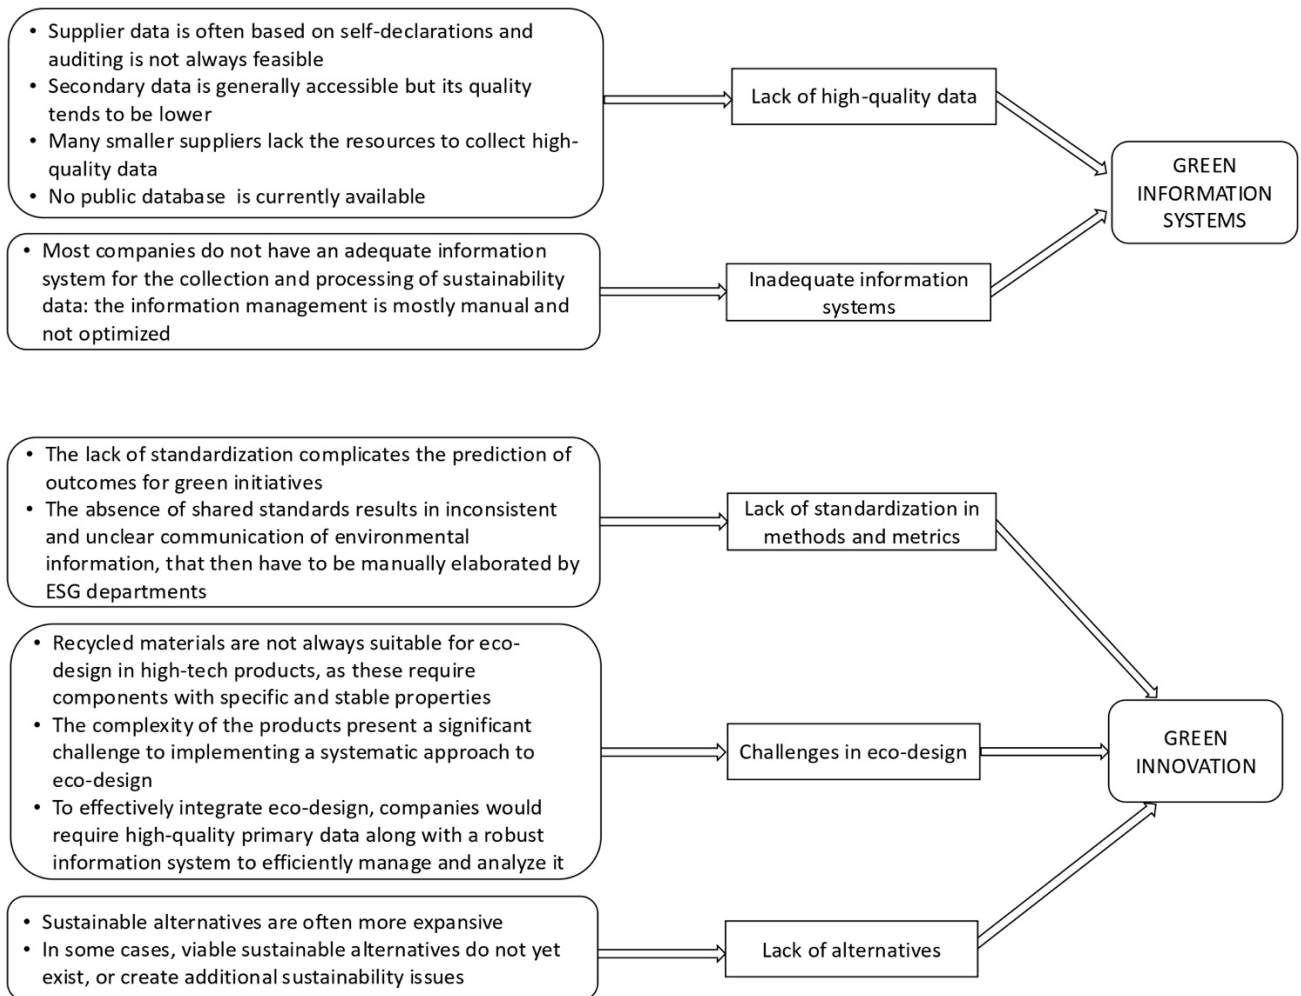 • Supplier data is often based on self-declarations and
auditing is not always feasible
• Secondary data is generally accessible but its quality
tends to be lower
• Many smaller suppliers lack the resources to collect high-
quality data
• No public database is currently available
Lack of high-quality data
GREEN
INFORMATION
SYSTEMS
• Most companies do not have an adequate information
system for the collection and processing of sustainability
data: the information management is mostly manual and
not optimized
Inadequate information
systems
• The lack of standardization complicates the prediction of
outcomes for green initiatives
• The absence of shared standards results in inconsistent
and unclear communication of environmental
information, that then have to be manually elaborated by
ESG departments
Lack of standardization in
methods and metrics
• Recycled materials are not always suitable for eco-
design in high-tech products, as these require
components with specific and stable properties
• The complexity of the products present a significant
challenge to implementing a systematic approach to
eco-design
• To effectively integrate eco-design, companies would
require high-quality primary data along with a robust
information system to efficiently manage and analyze it
Challenges in eco-design
GREEN
INNOVATION
• Sustainable alternatives are often more expansive
• In some cases, viable sustainable alternatives do not yet
exist, or create additional sustainability issues
Lack of alternatives